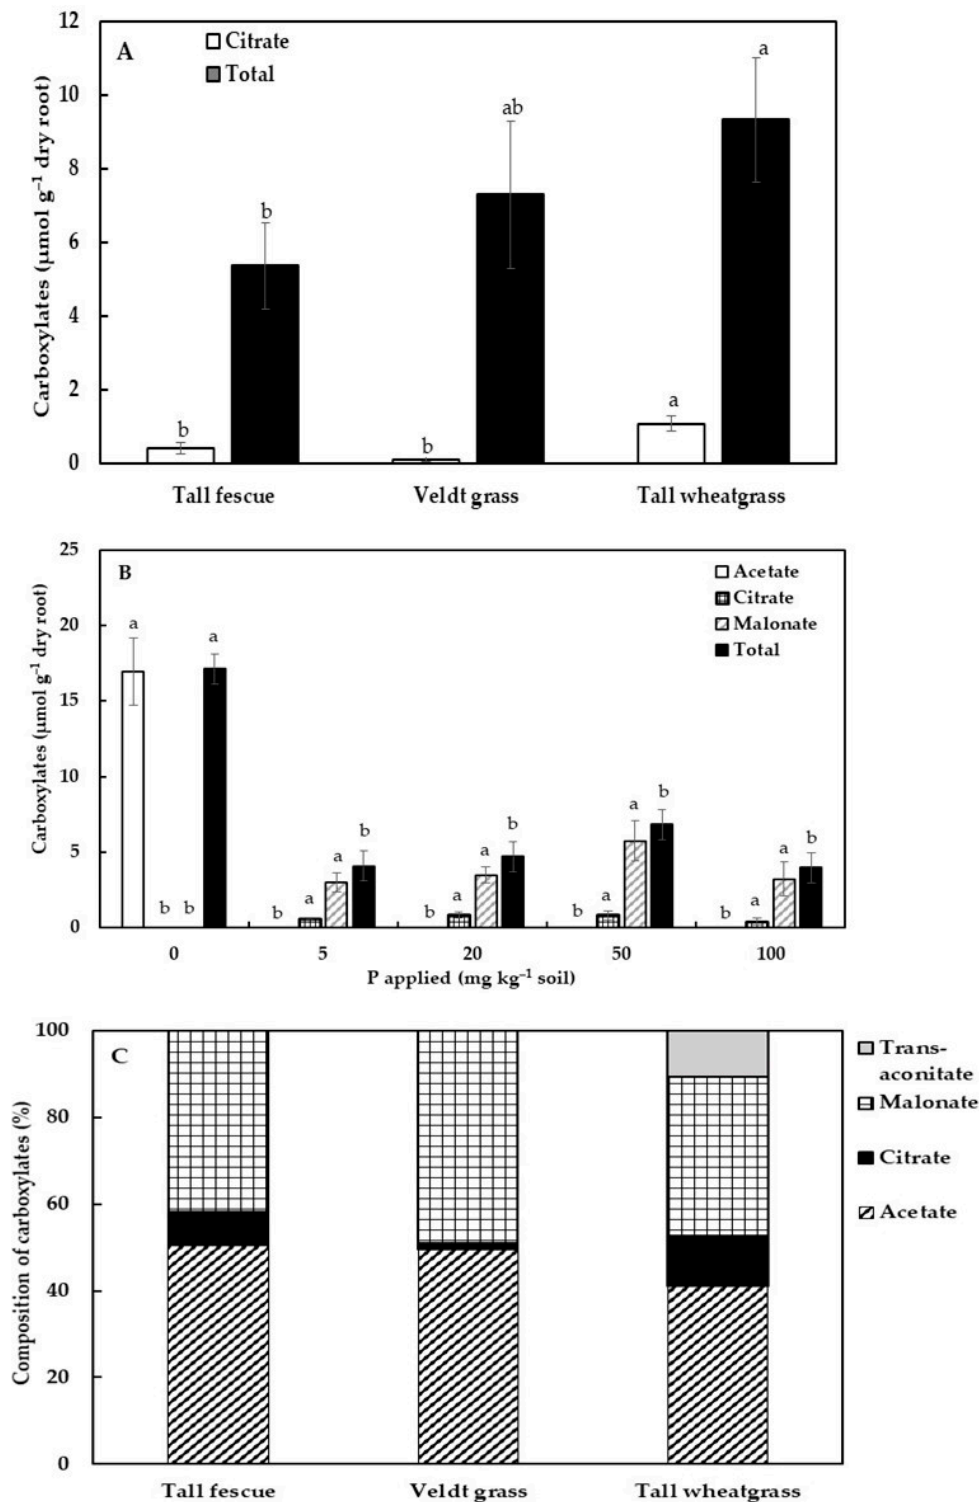 A
Citrate
Total
Carboxylates (µmol g⁻¹ dry root)
12
10
8
6
4
2
0
b
b
b
ab
a
a
Tall fescue
Veldt grass
Tall wheatgrass
B
Acetate
Citrate
Malonate
Total
Carboxylates (µmol g⁻¹ dry root)
25
20
15
10
5
0
a
b
b
a
b
a
a
b
b
a
a
b
b
a
a
b
b
a
a
b
0
5
20
50
100
P applied (mg kg⁻¹ soil)
C
Trans-
aconitate
Malonate
Citrate
Acetate
Composition of carboxylates (%)
100
80
60
40
20
0
Tall fescue
Veldt grass
Tall wheatgrass